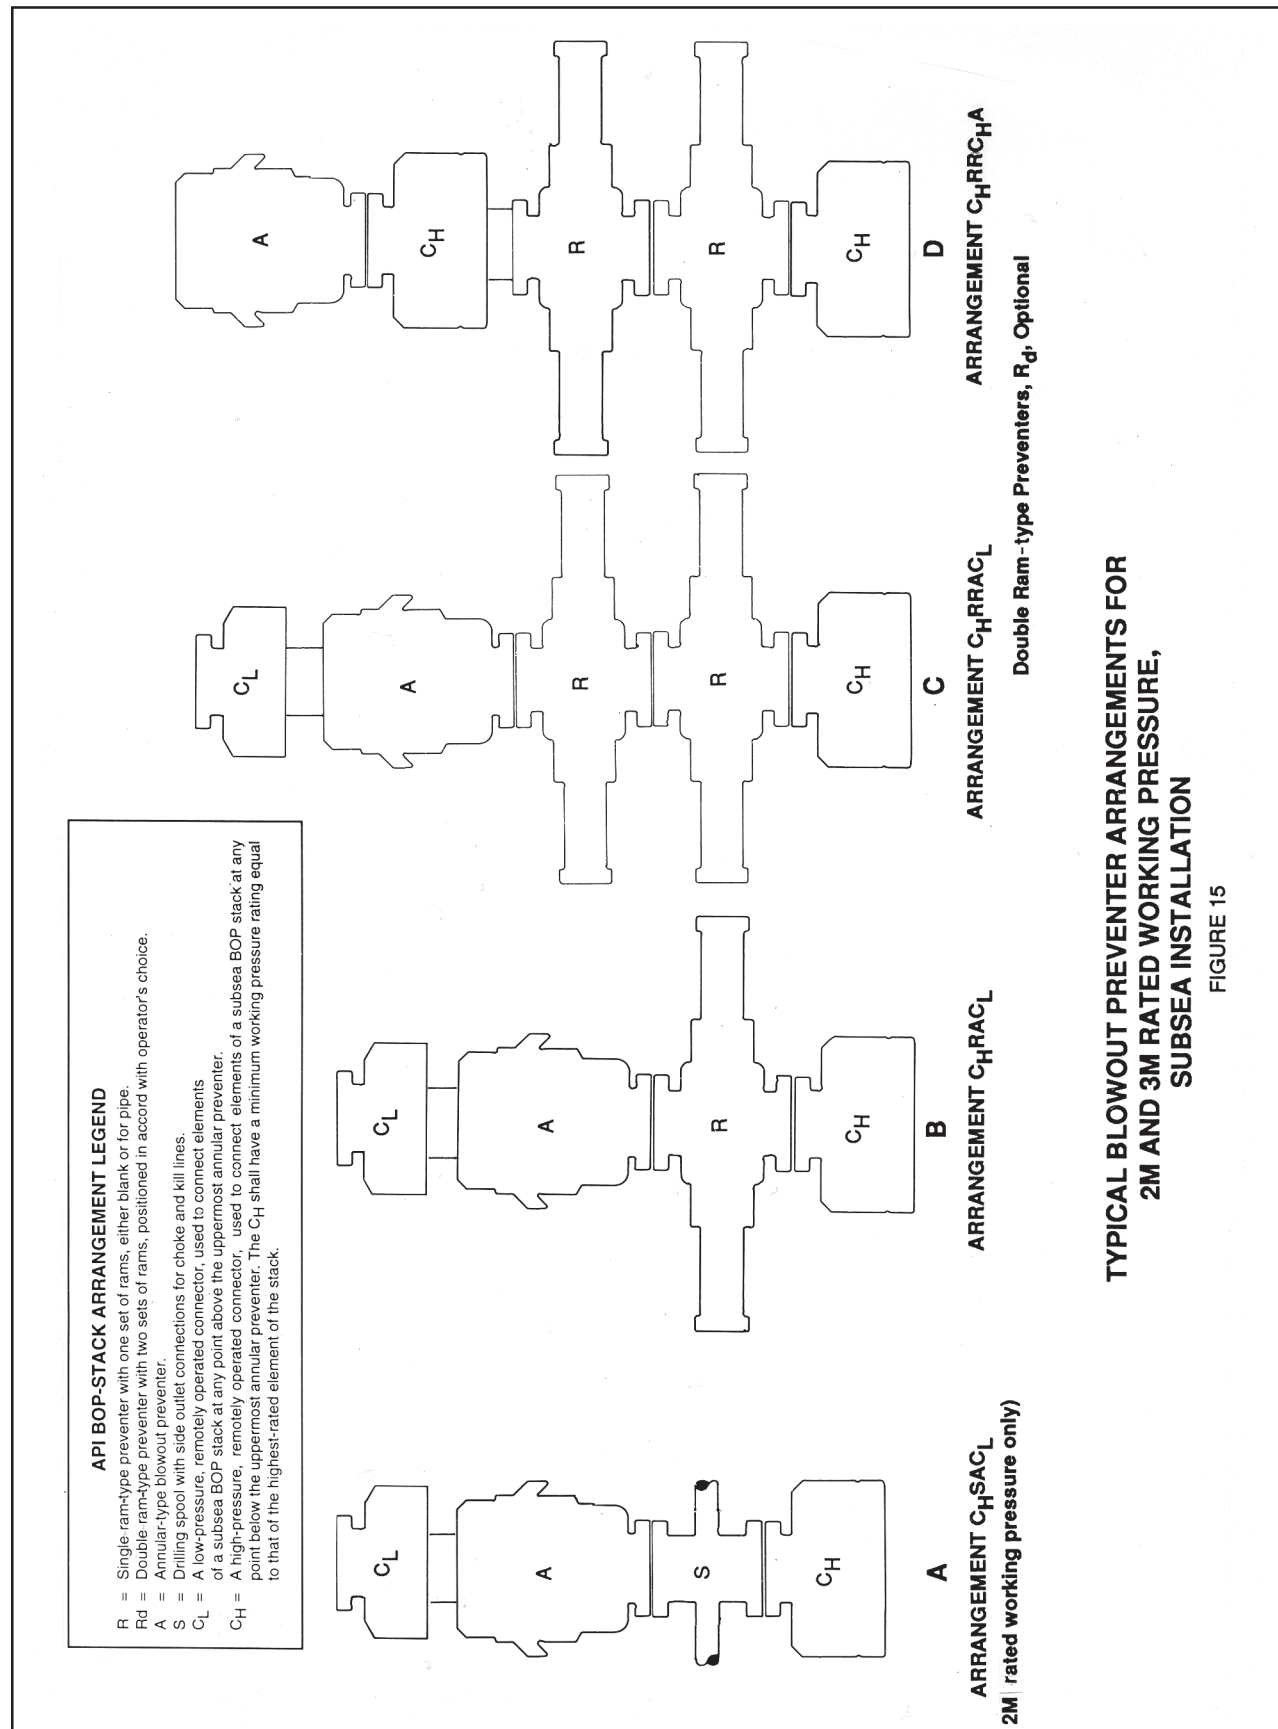 API BOP-STACK ARRANGEMENT LEGEND
R = Single-ram-type preventer with one set of rams, either blank or for pipe.
Rd = Double-ram-type preventer with two sets of rams, positioned in accord with operator's choice.
A = Annular-type blowout preventer.
S = Drilling spool with side outlet connections for choke and kill lines.
CL = A low-pressure, remotely operated connector, used to connect elements
of a subsea BOP stack at any point above the uppermost annular preventer.
CH = A high-pressure, remotely operated connector, used to connect elements of a subsea BOP stack at any
point below the uppermost annular preventer. The CH shall have a minimum working pressure rating equal
to that of the highest-rated element of the stack.
CL
A
S
CH
A
ARRANGEMENT CHSACL
2M rated working pressure only)
CL
A
R
CH
B
ARRANGEMENT CHRACL
CL
A
R
R
CH
C
ARRANGEMENT CHRRACL
A
CH
R
R
CH
D
ARRANGEMENT CHRRCHA
Double Ram-type Preventers, Rd, Optional
TYPICAL BLOWOUT PREVENTER ARRANGEMENTS FOR
2M AND 3M RATED WORKING PRESSURE,
SUBSEA INSTALLATION
FIGURE 15